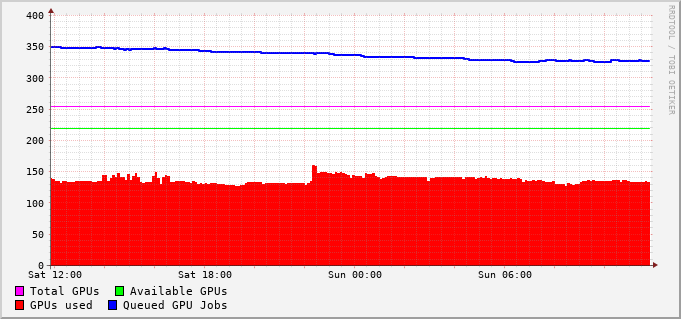 400
350
300
250
200
150
100
50
0
Sat 12:00 Sat 18:00 Sun 00:00 Sun 06:00
Total GPUs Available GPUs
GPUs used Queued GPU Jobs
RRDTOOL / TOBI OETIKER